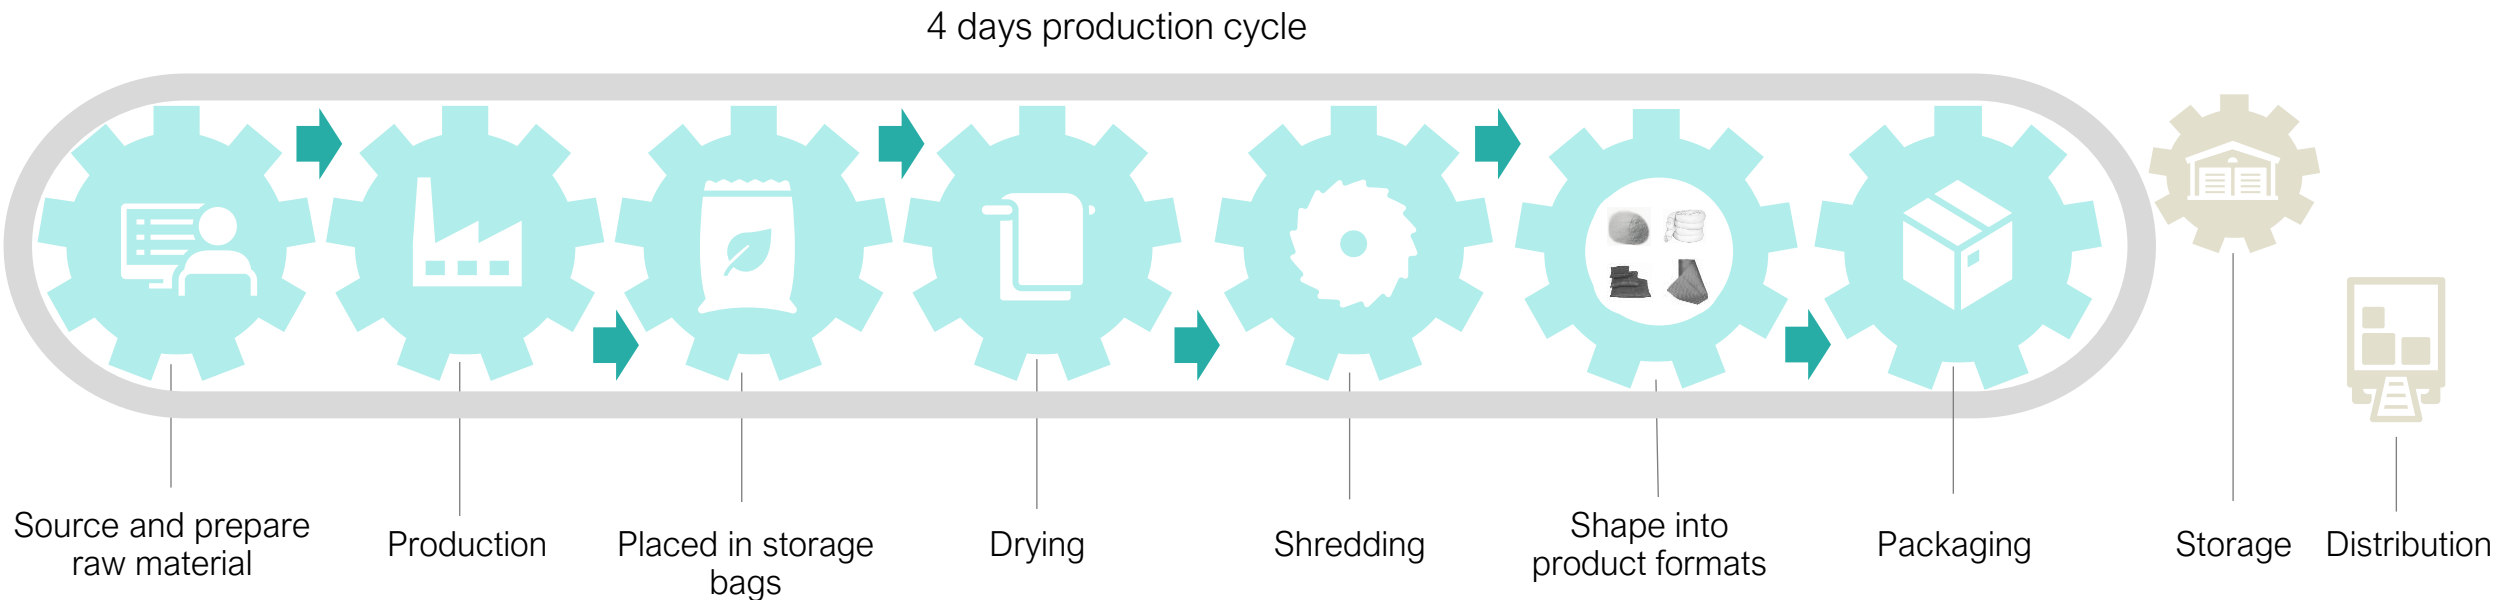 4 days production cycle
Source and prepare
raw material
Production
Placed in storage
bags
Drying
Shredding
Shape into
product formats
Packaging
Storage
Distribution